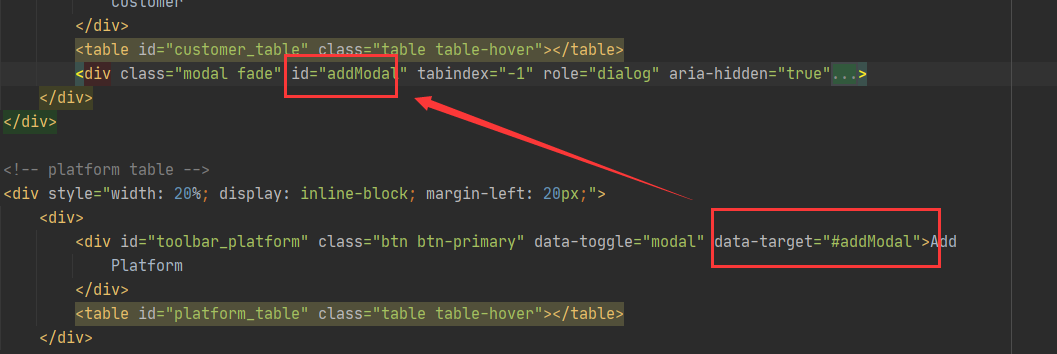 Customer
</div>
<table id="customer_table" class="table table-hover"></table>
<div class="modal fade" id="addModal" tabindex="-1" role="dialog" aria-hidden="true"...>
</div>
</div>
<!-- platform table -->
<div style="width: 20%; display: inline-block; margin-left: 20px;">
<div>
<div id="toolbar_platform" class="btn btn-primary" data-toggle="modal" data-target="#addModal">Add
Platform
</div>
<table id="platform_table" class="table table-hover"></table>
</div>